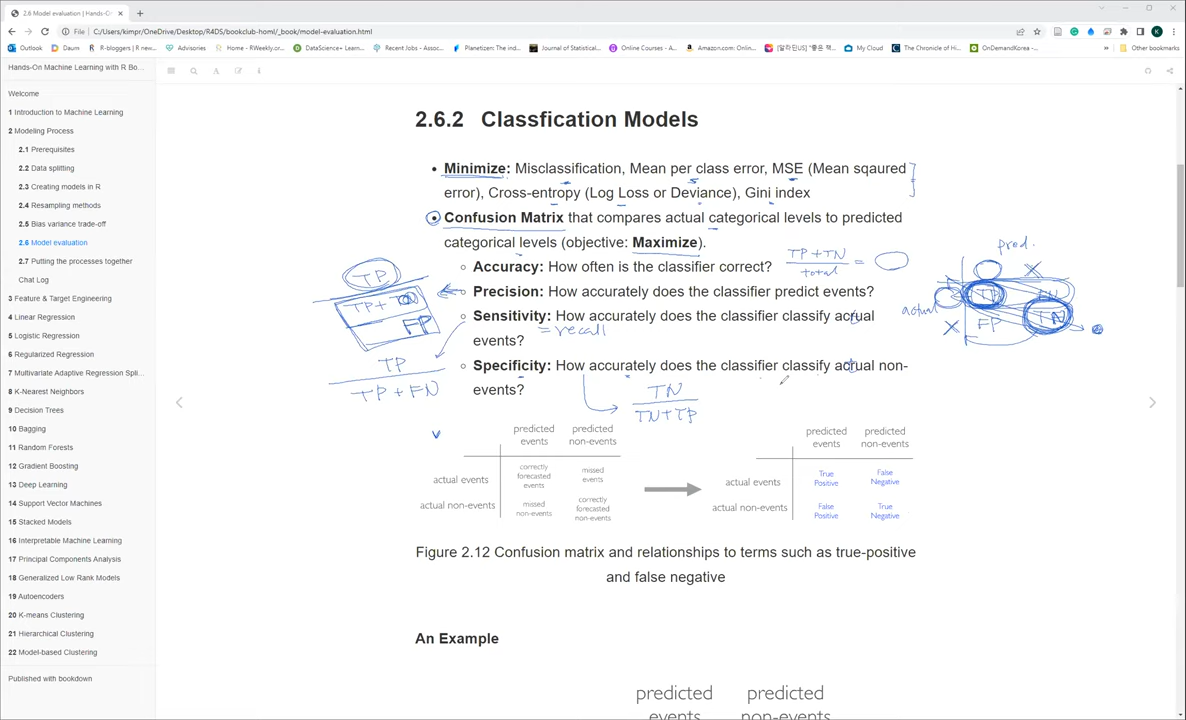 2.6 Model evaluation | Hands-On
File
C:/Users/kimpr/OneDrive/Desktop/R4DS/bookclub-homl/_book/model-evaluation.html
Outlook
Daum
R-bloggers | R new...
Advisories
Home - RWeekly.or...
DataScience+ Learn...
Recent Jobs - Assoc...
Planetizen: The ind...
Journal of Statistical...
Online Courses - A...
Amazon.com: Onlin...
My Cloud
The Chronicle of Hi...
OnDemandKorea -...
Other bookmarks
Hands-On Machine Learning with R Bo...
Welcome
1 Introduction to Machine Learning
2 Modeling Process
2.1 Prerequisites
2.2 Data splitting
2.3 Creating models in R
2.4 Resampling methods
2.5 Bias variance trade-off
2.6 Model evaluation
2.7 Putting the processes together
Chat Log
3 Feature & Target Engineering
4 Linear Regression
5 Logistic Regression
6 Regularized Regression
7 Multivariate Adaptive Regression Spli...
8 K-Nearest Neighbors
9 Decision Trees
10 Bagging
11 Random Forests
12 Gradient Boosting
13 Deep Learning
14 Support Vector Machines
15 Stacked Models
16 Interpretable Machine Learning
17 Principal Components Analysis
18 Generalized Low Rank Models
19 Autoencoders
20 K-means Clustering
21 Hierarchical Clustering
22 Model-based Clustering
Published with bookdown
2.6.2 Classfication Models
Minimize: Misclassification, Mean per class error, MSE (Mean sqaured
error), Cross-entropy (Log Loss or Deviance), Gini index
Confusion Matrix that compares actual categorical levels to predicted
categorical levels (objective: Maximize).
Accuracy: How often is the classifier correct?
TP+TN
total
=
Precision: How accurately does the classifier predict events?
Sensitivity: How accurately does the classifier classify actual
events?
= recall
Specificity: How accurately does the classifier classify actual non-
events?
TN
TN+TP
TP
TP+
FP
TP
TP + FN
pred.
actual
X
TP
FN
X
FP
TN
predicted events
predicted non-events
actual events
correctly forecasted events
missed events
actual non-events
missed non-events
correctly forecasted non-events
predicted events
predicted non-events
actual events
True Positive
False Negative
actual non-events
False Positive
True Negative
Figure 2.12 Confusion matrix and relationships to terms such as true-positive
and false negative
An Example
predicted
predicted
events
non-events